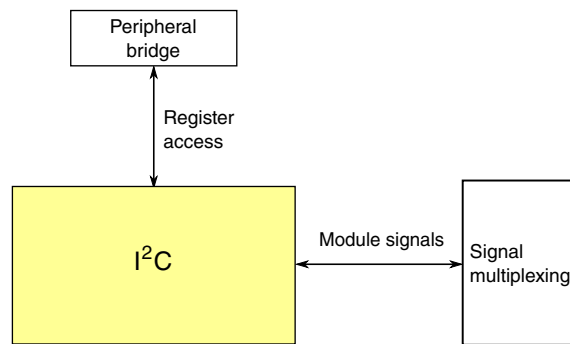 Peripheral
bridge
Register
access
I²C
Module signals
Signal
multiplexing